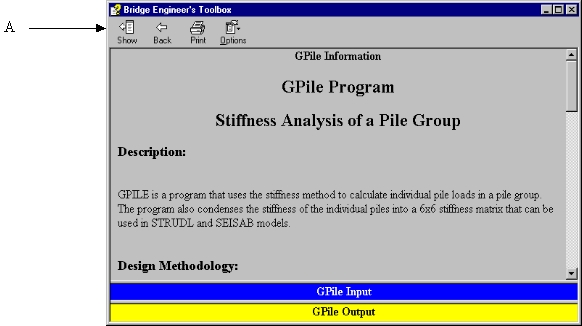 Bridge Engineer's Toolbox
A
Show Back Print Options
GPile Information
GPile Program
Stiffness Analysis of a Pile Group
Description:
GPILE is a program that uses the stiffness method to calculate individual pile loads in a pile group.
The program also condenses the stiffness of the individual piles into a 6x6 stiffness matrix that can be
used in STRUDL and SEISAB models.
Design Methodology:
GPile Input
GPile Output